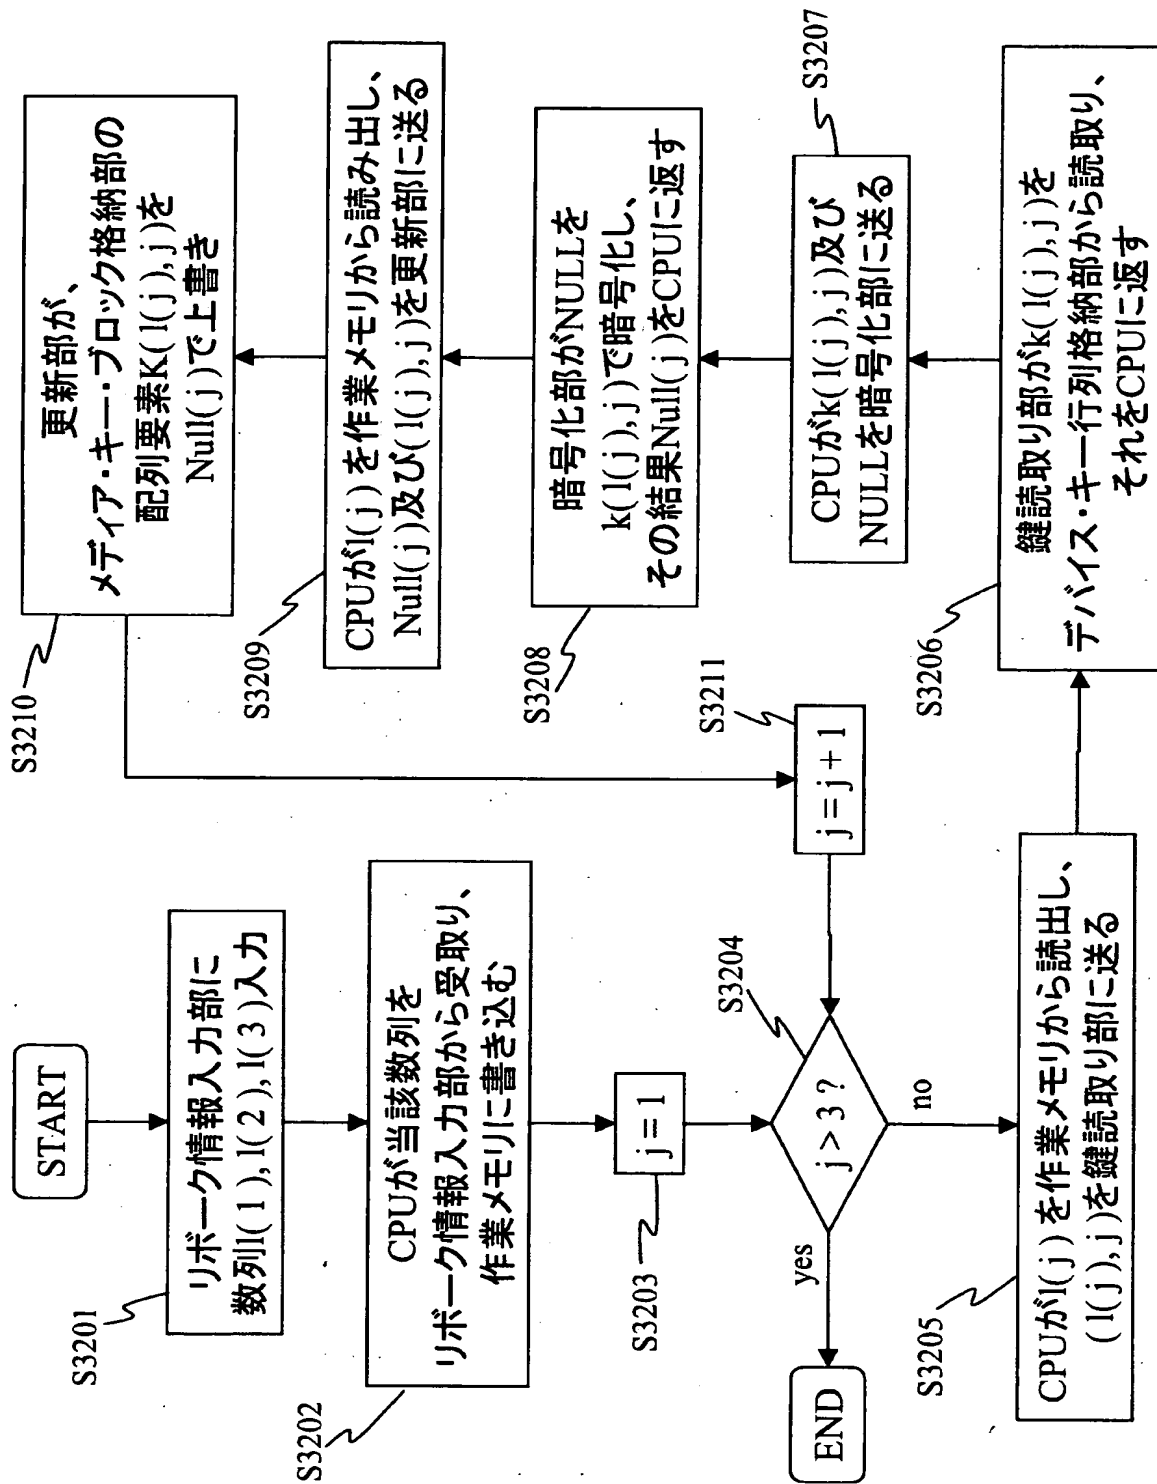 START
S3201
リボーク情報入力部に
数列l(1),l(2),l(3)入力
S3202
CPUが当該数列を
リボーク情報入力部から受取り、
作業メモリに書き込む
S3203
j=1
S3204
j>3?
yes
END
no
S3205
CPUがl(j)を作業メモリから読出し、
(l(j),j)を鍵読取り部に送る
S3206
鍵読取り部がk(l(j),j)を
デバイス・キー行列格納部から読取り、
それをCPUに返す
S3207
CPUがk(l(j),j)及び
NULLを暗号化部に送る
S3208
暗号化部がNULLを
k(l(j),j)で暗号化し、
その結果Null(j)をCPUに返す
S3209
CPUがl(j)を作業メモリから読み出し、
Null(j)及び(l(j),j)を更新部に送る
S3210
更新部が、
メディア・キー・ブロック格納部の
配列要素K(l(j),j)を
Null(j)で上書き
S3211
j=j+1